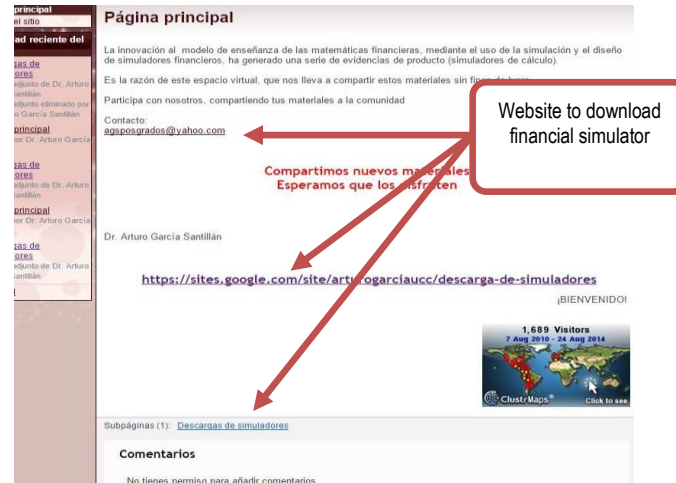 principal
el sitio
ad reciente del
gas de
ores
adjunto de Dr. Arturo
Santillán
adjunto eliminado por
o García Santillán
principal
por Dr. Arturo García
gas de
ores
adjunto de Dr. Arturo
Santillán
principal
por Dr. Arturo García
gas de
ores
adjunto de Dr. Arturo
Santillán
Página principal
La innovación al modelo de enseñanza de las matemáticas financieras, mediante el uso de la simulación y el diseño
de simuladores financieros, ha generado una serie de evidencias de producto (simuladores de cálculo).
Es la razón de este espacio virtual, que nos lleva a compartir estos materiales sin fines de lucro
Participa con nosotros, compartiendo tus materiales a la comunidad
Contacto:
agsposgrados@yahoo.com
Website to download
financial simulator
Compartimos nuevos materiales
Esperamos que los disfruten
Dr. Arturo García Santillán
https://sites.google.com/site/arturogarciaucc/descarga-de-simuladores
¡BIENVENIDO!
1,689 Visitors
7 Aug 2010 - 24 Aug 2014
ClustrMaps® Click to see
Subpáginas (1): Descargas de simuladores
Comentarios
No tienes permiso para añadir comentarios.